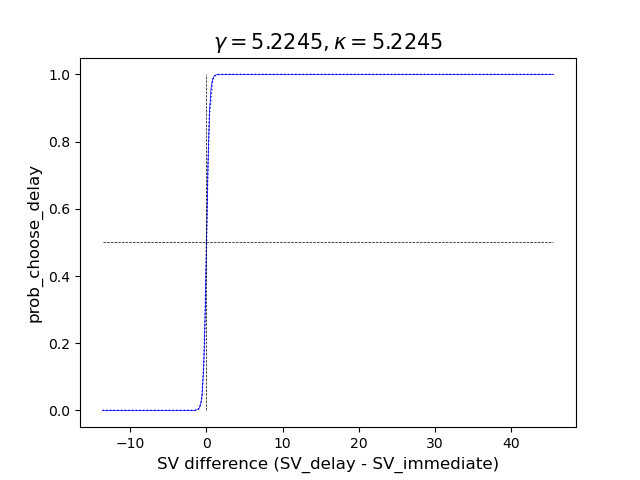 γ = 5.2245, κ = 5.2245
1.0
0.8
0.6
0.4
0.2
0.0
prob_choose_delay
−10 0 10 20 30 40
SV difference (SV_delay - SV_immediate)